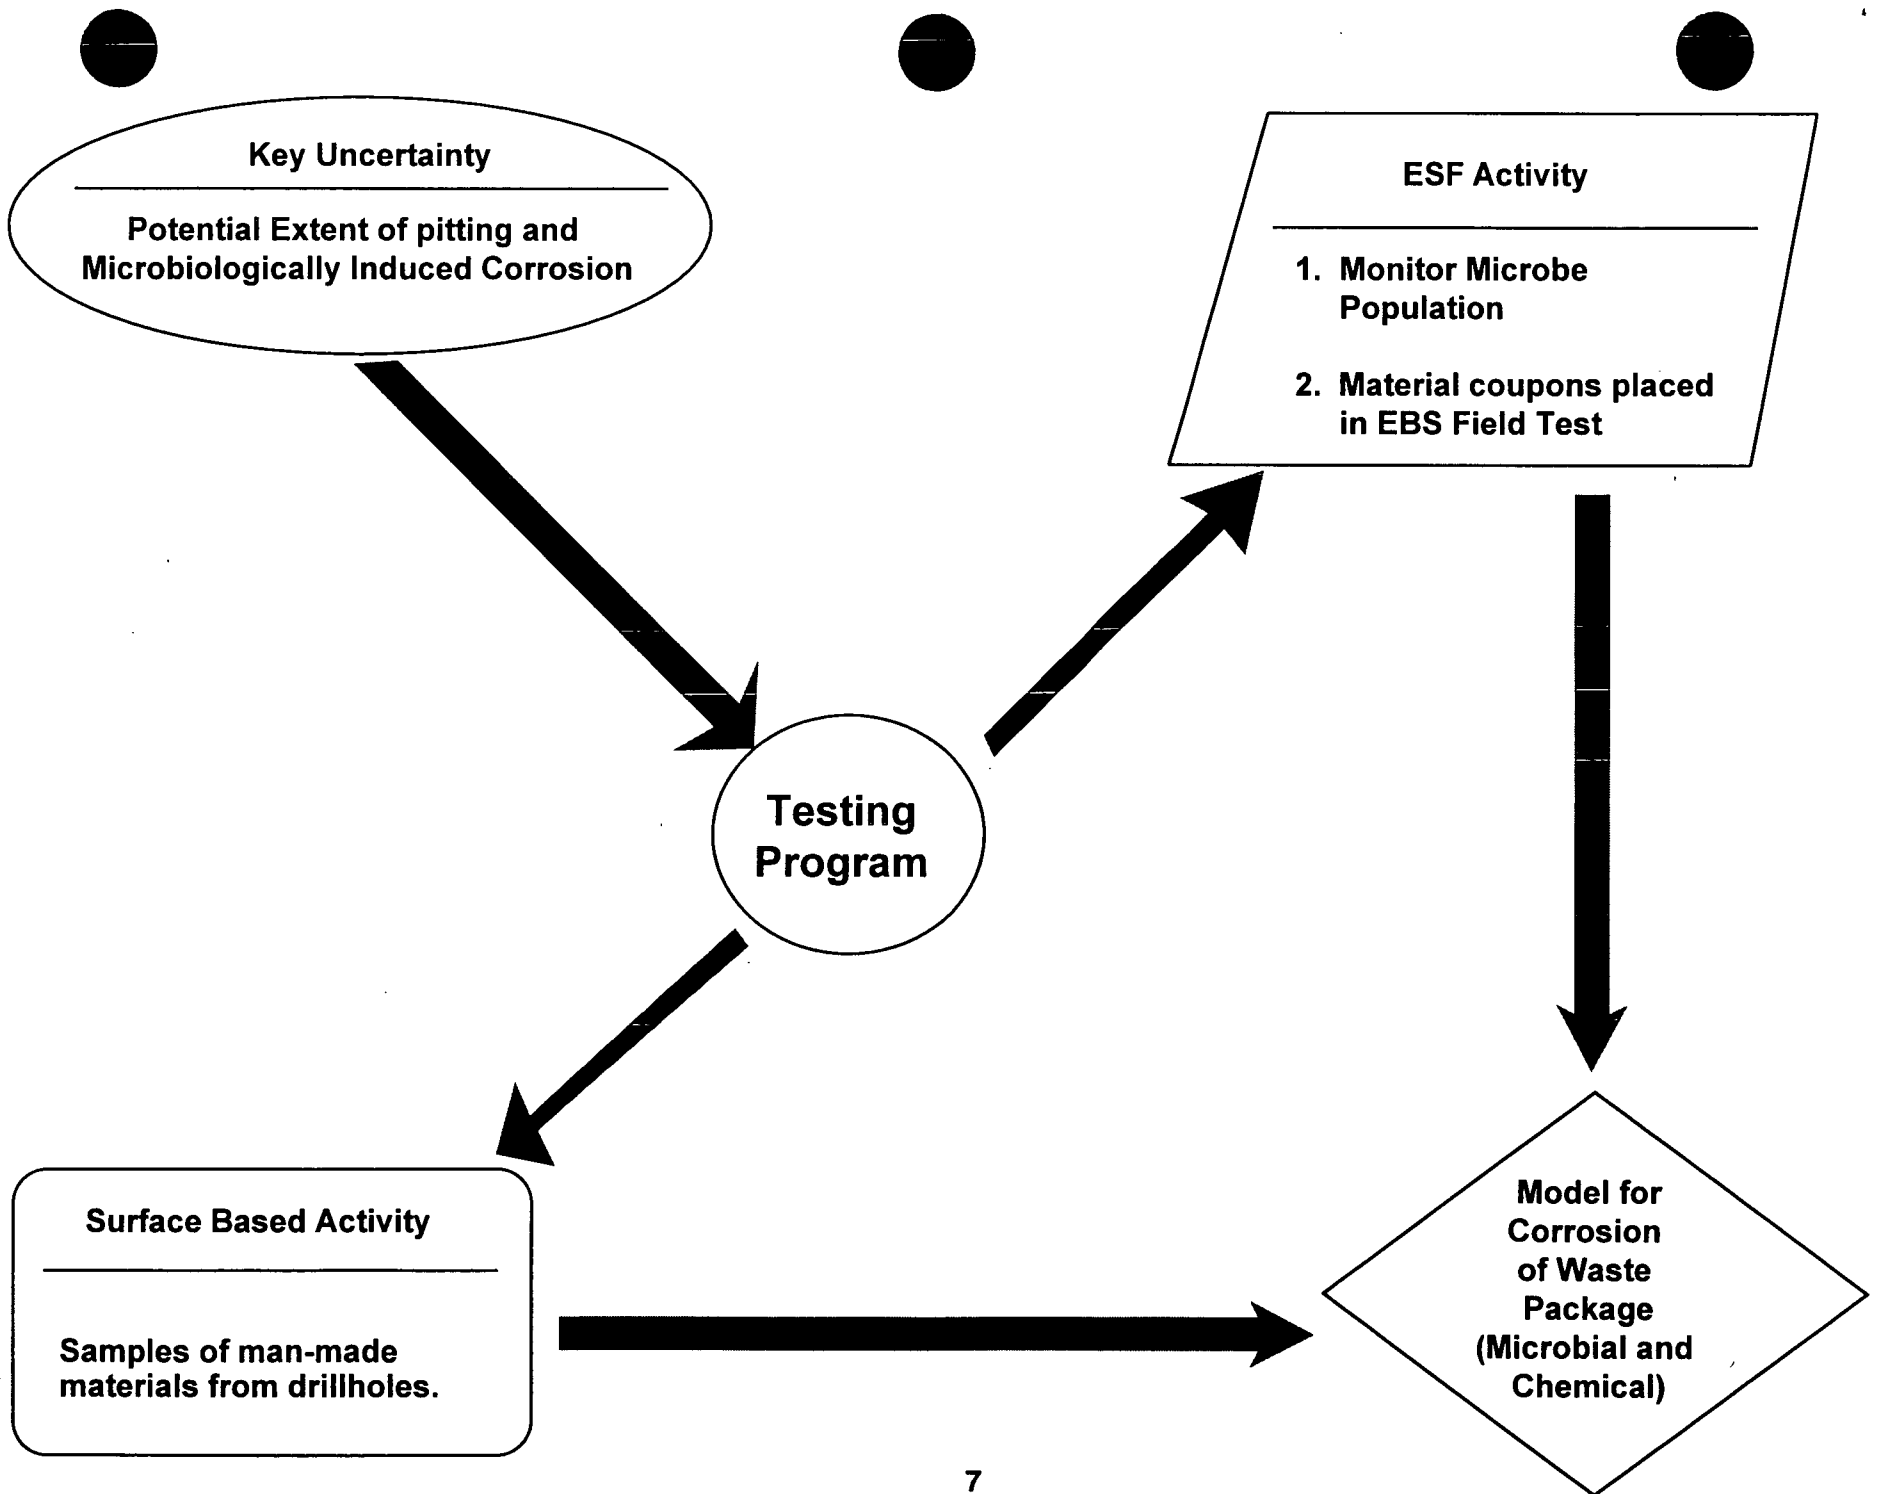 Key Uncertainty
Potential Extent of pitting and
Microbiologically Induced Corrosion
ESF Activity
1. Monitor Microbe
Population
2. Material coupons placed
in EBS Field Test
Testing
Program
Surface Based Activity
Samples of man-made
materials from drillholes.
Model for
Corrosion
of Waste
Package
(Microbial and
Chemical)
7